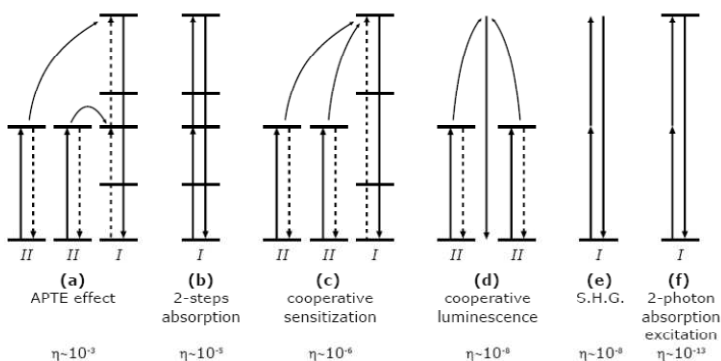 II II I
II II I
II II
I
I
(a)
APTE effect
η~10⁻³
(b)
2-steps
absorption
η~10⁻⁵
(c)
cooperative
sensitization
η~10⁻⁶
(d)
cooperative
luminescence
η~10⁻⁸
(e)
S.H.G.
η~10⁻⁸
(f)
2-photon
absorption
excitation
η~10⁻¹³